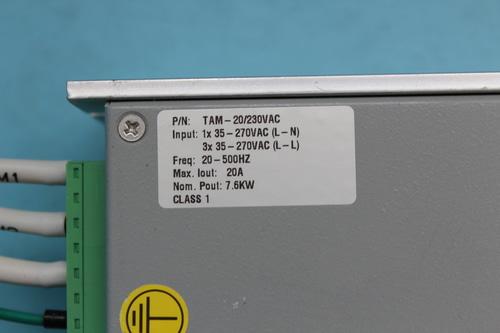 P/N: TAM-20/230VAC
Input: 1x 35-270VAC (L-N)
3x 35-270VAC (L-L)
Freq: 20-500HZ
Max. Iout: 20A
Nom. Pout: 7.6KW
CLASS 1